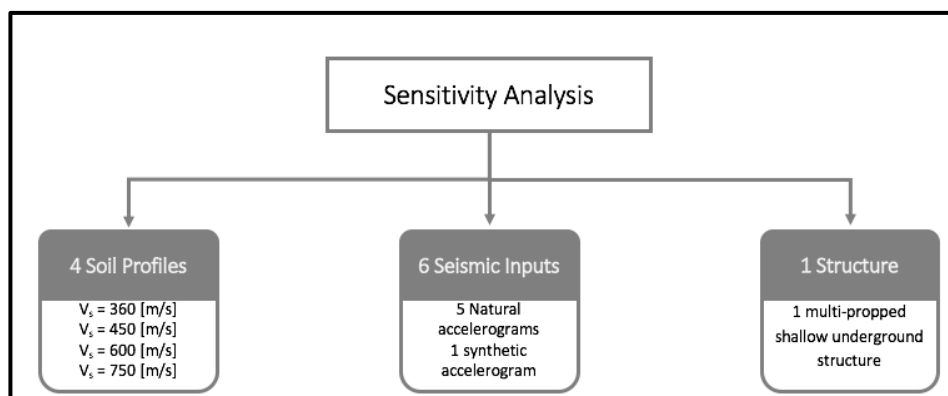 Sensitivity Analysis
4 Soil Profiles
Vs = 360 [m/s]
Vs = 450 [m/s]
Vs = 600 [m/s]
Vs = 750 [m/s]
6 Seismic Inputs
5 Natural
accelerograms
1 synthetic
accelerogram
1 Structure
1 multi-propped
shallow underground
structure